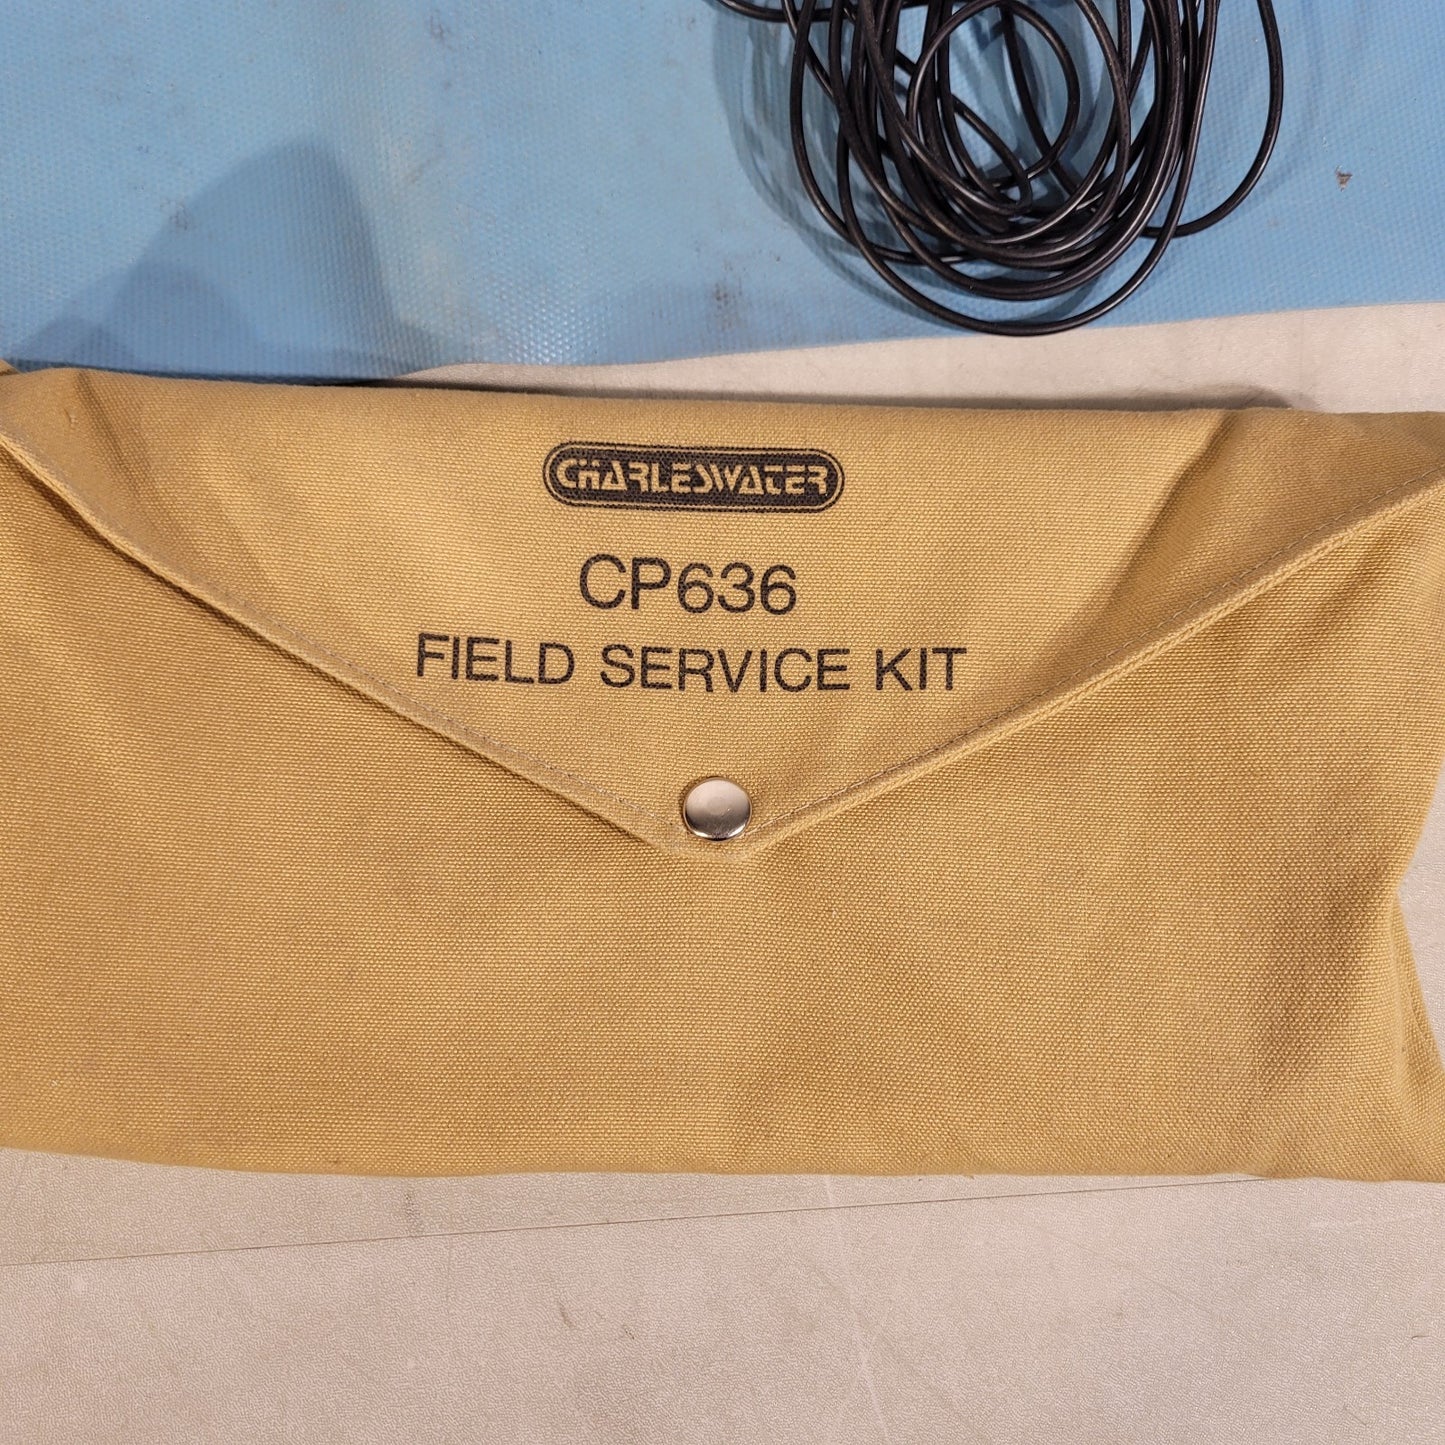 CHARLESWATER
CP636
FIELD SERVICE KIT